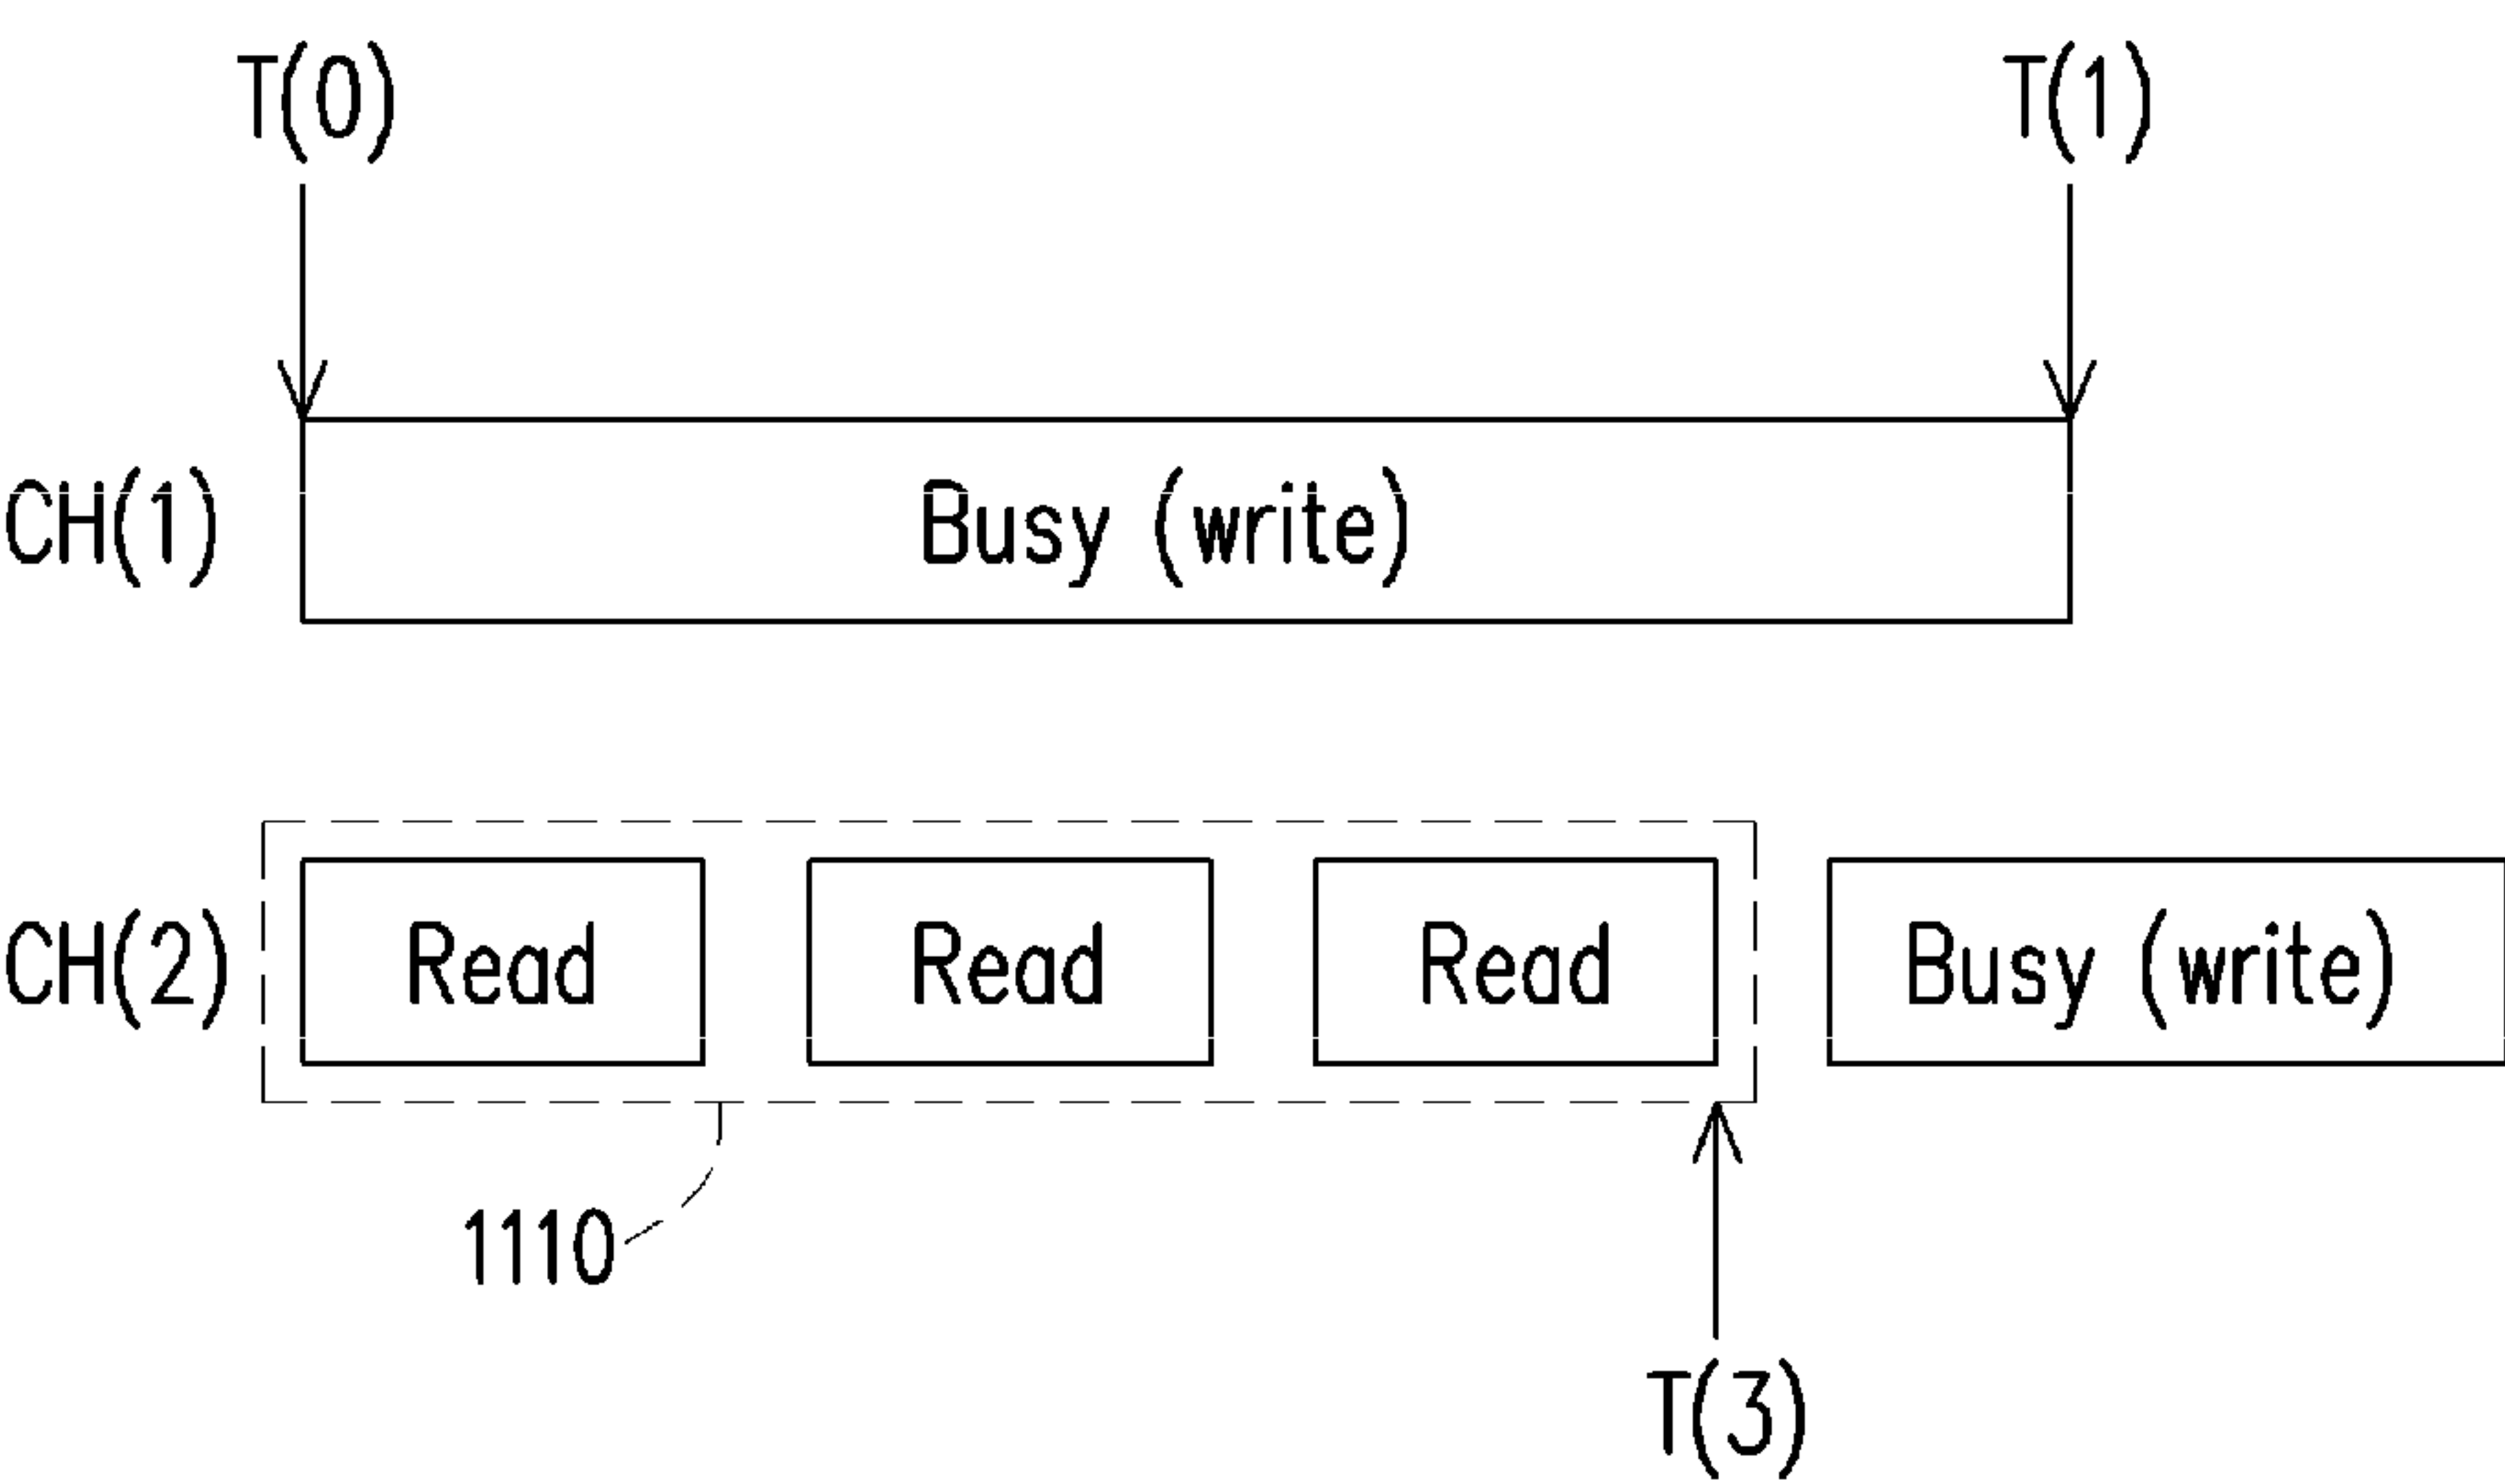 T(0) T(1)
CH(1) Busy (write)
CH(2) Read Read Read Busy (write)
1110
T(3)